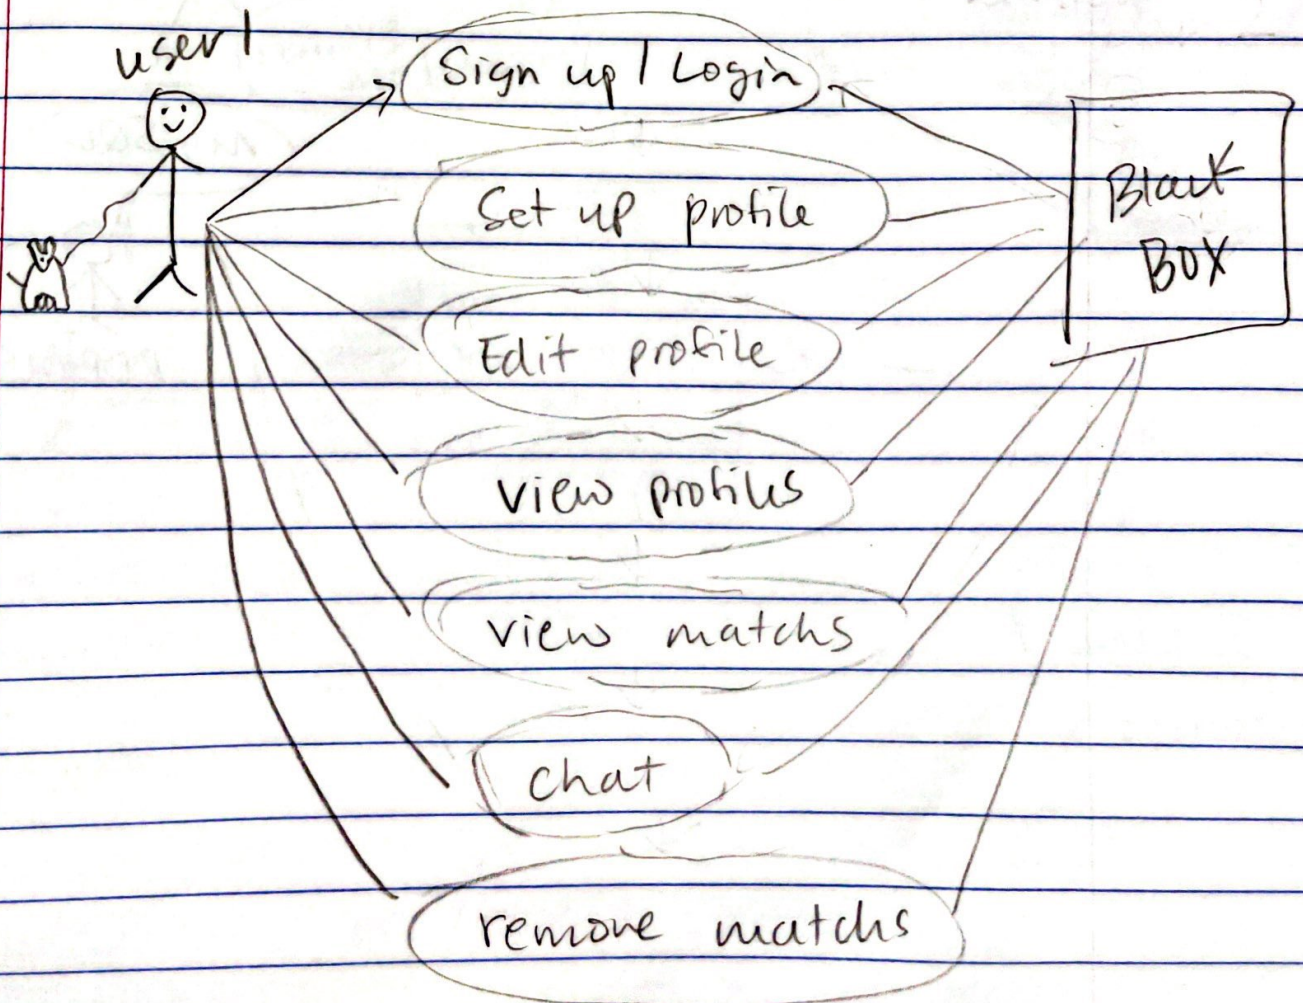 user1
Sign up / Login
Set up profile
Edit profile
view profiles
view matchs
chat
remove matchs
Black
BOX